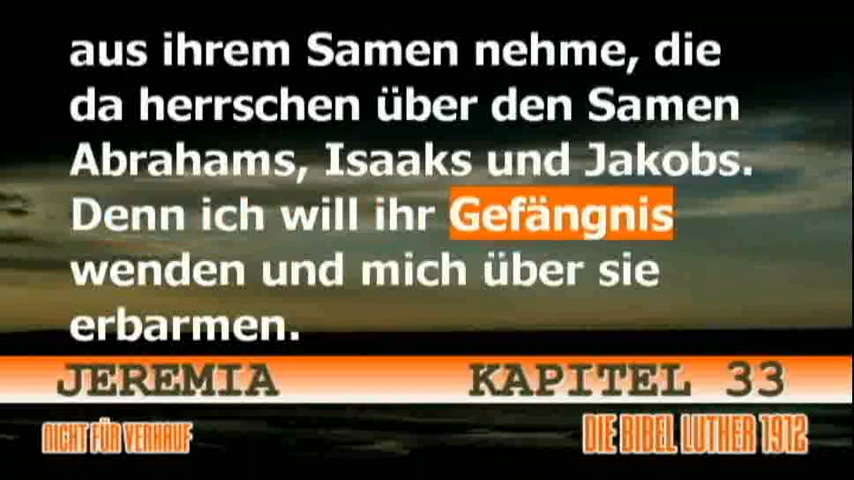 aus ihrem Samen nehme, die
da herrschen über den Samen
Abrahams, Isaaks und Jakobs.
Denn ich will ihr Gefängnis
wenden und mich über sie
erbarmen.
JEREMIA KAPITEL 33
NICHT FÜR VERKAUF DIE BIBEL LUTHER 1912